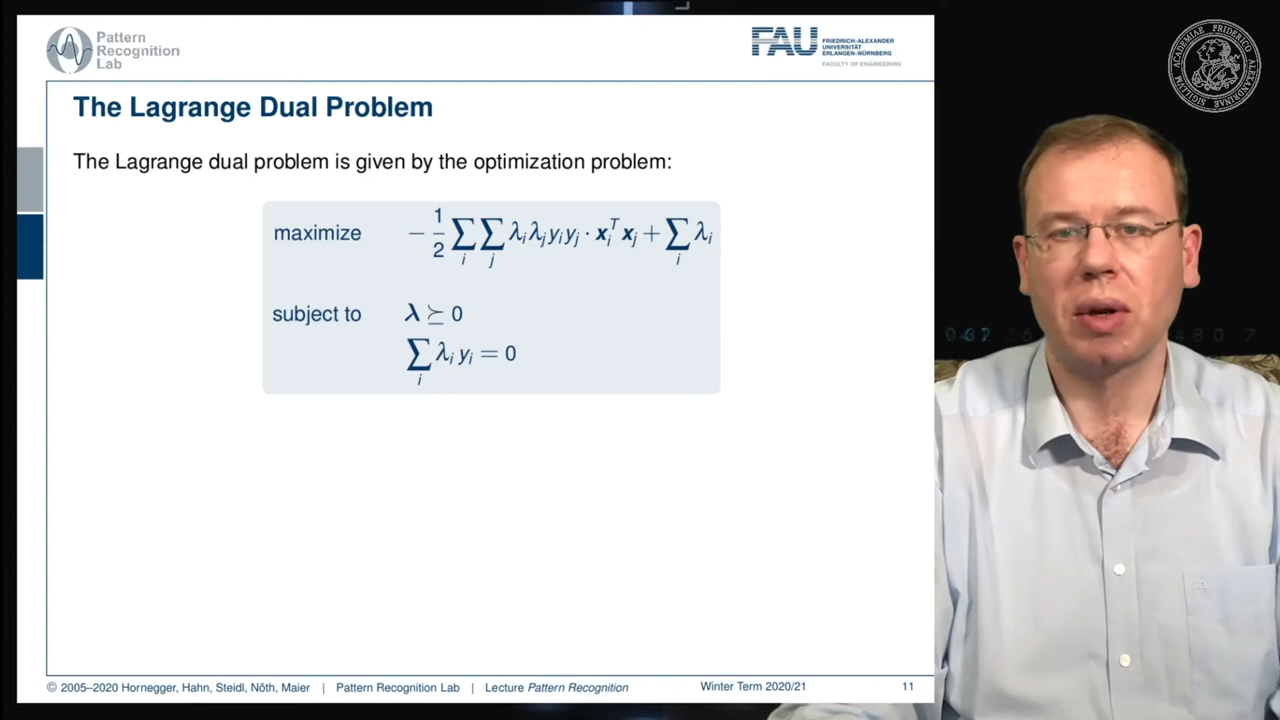 Pattern
Recognition
Lab
FAU
FRIEDRICH-ALEXANDER
UNIVERSITÄT
ERLANGEN-NÜRNBERG
FACULTY OF ENGINEERING
The Lagrange Dual Problem
The Lagrange dual problem is given by the optimization problem:
maximize − 1/2 ∑_i ∑_j λ_i λ_j y_i y_j · x_i^T x_j + ∑_i λ_i
subject to λ ⪰ 0
∑_i λ_i y_i = 0
© 2005–2020 Hornegger, Hahn, Steidl, Nöth, Maier | Pattern Recognition Lab | Lecture Pattern Recognition Winter Term 2020/21 11